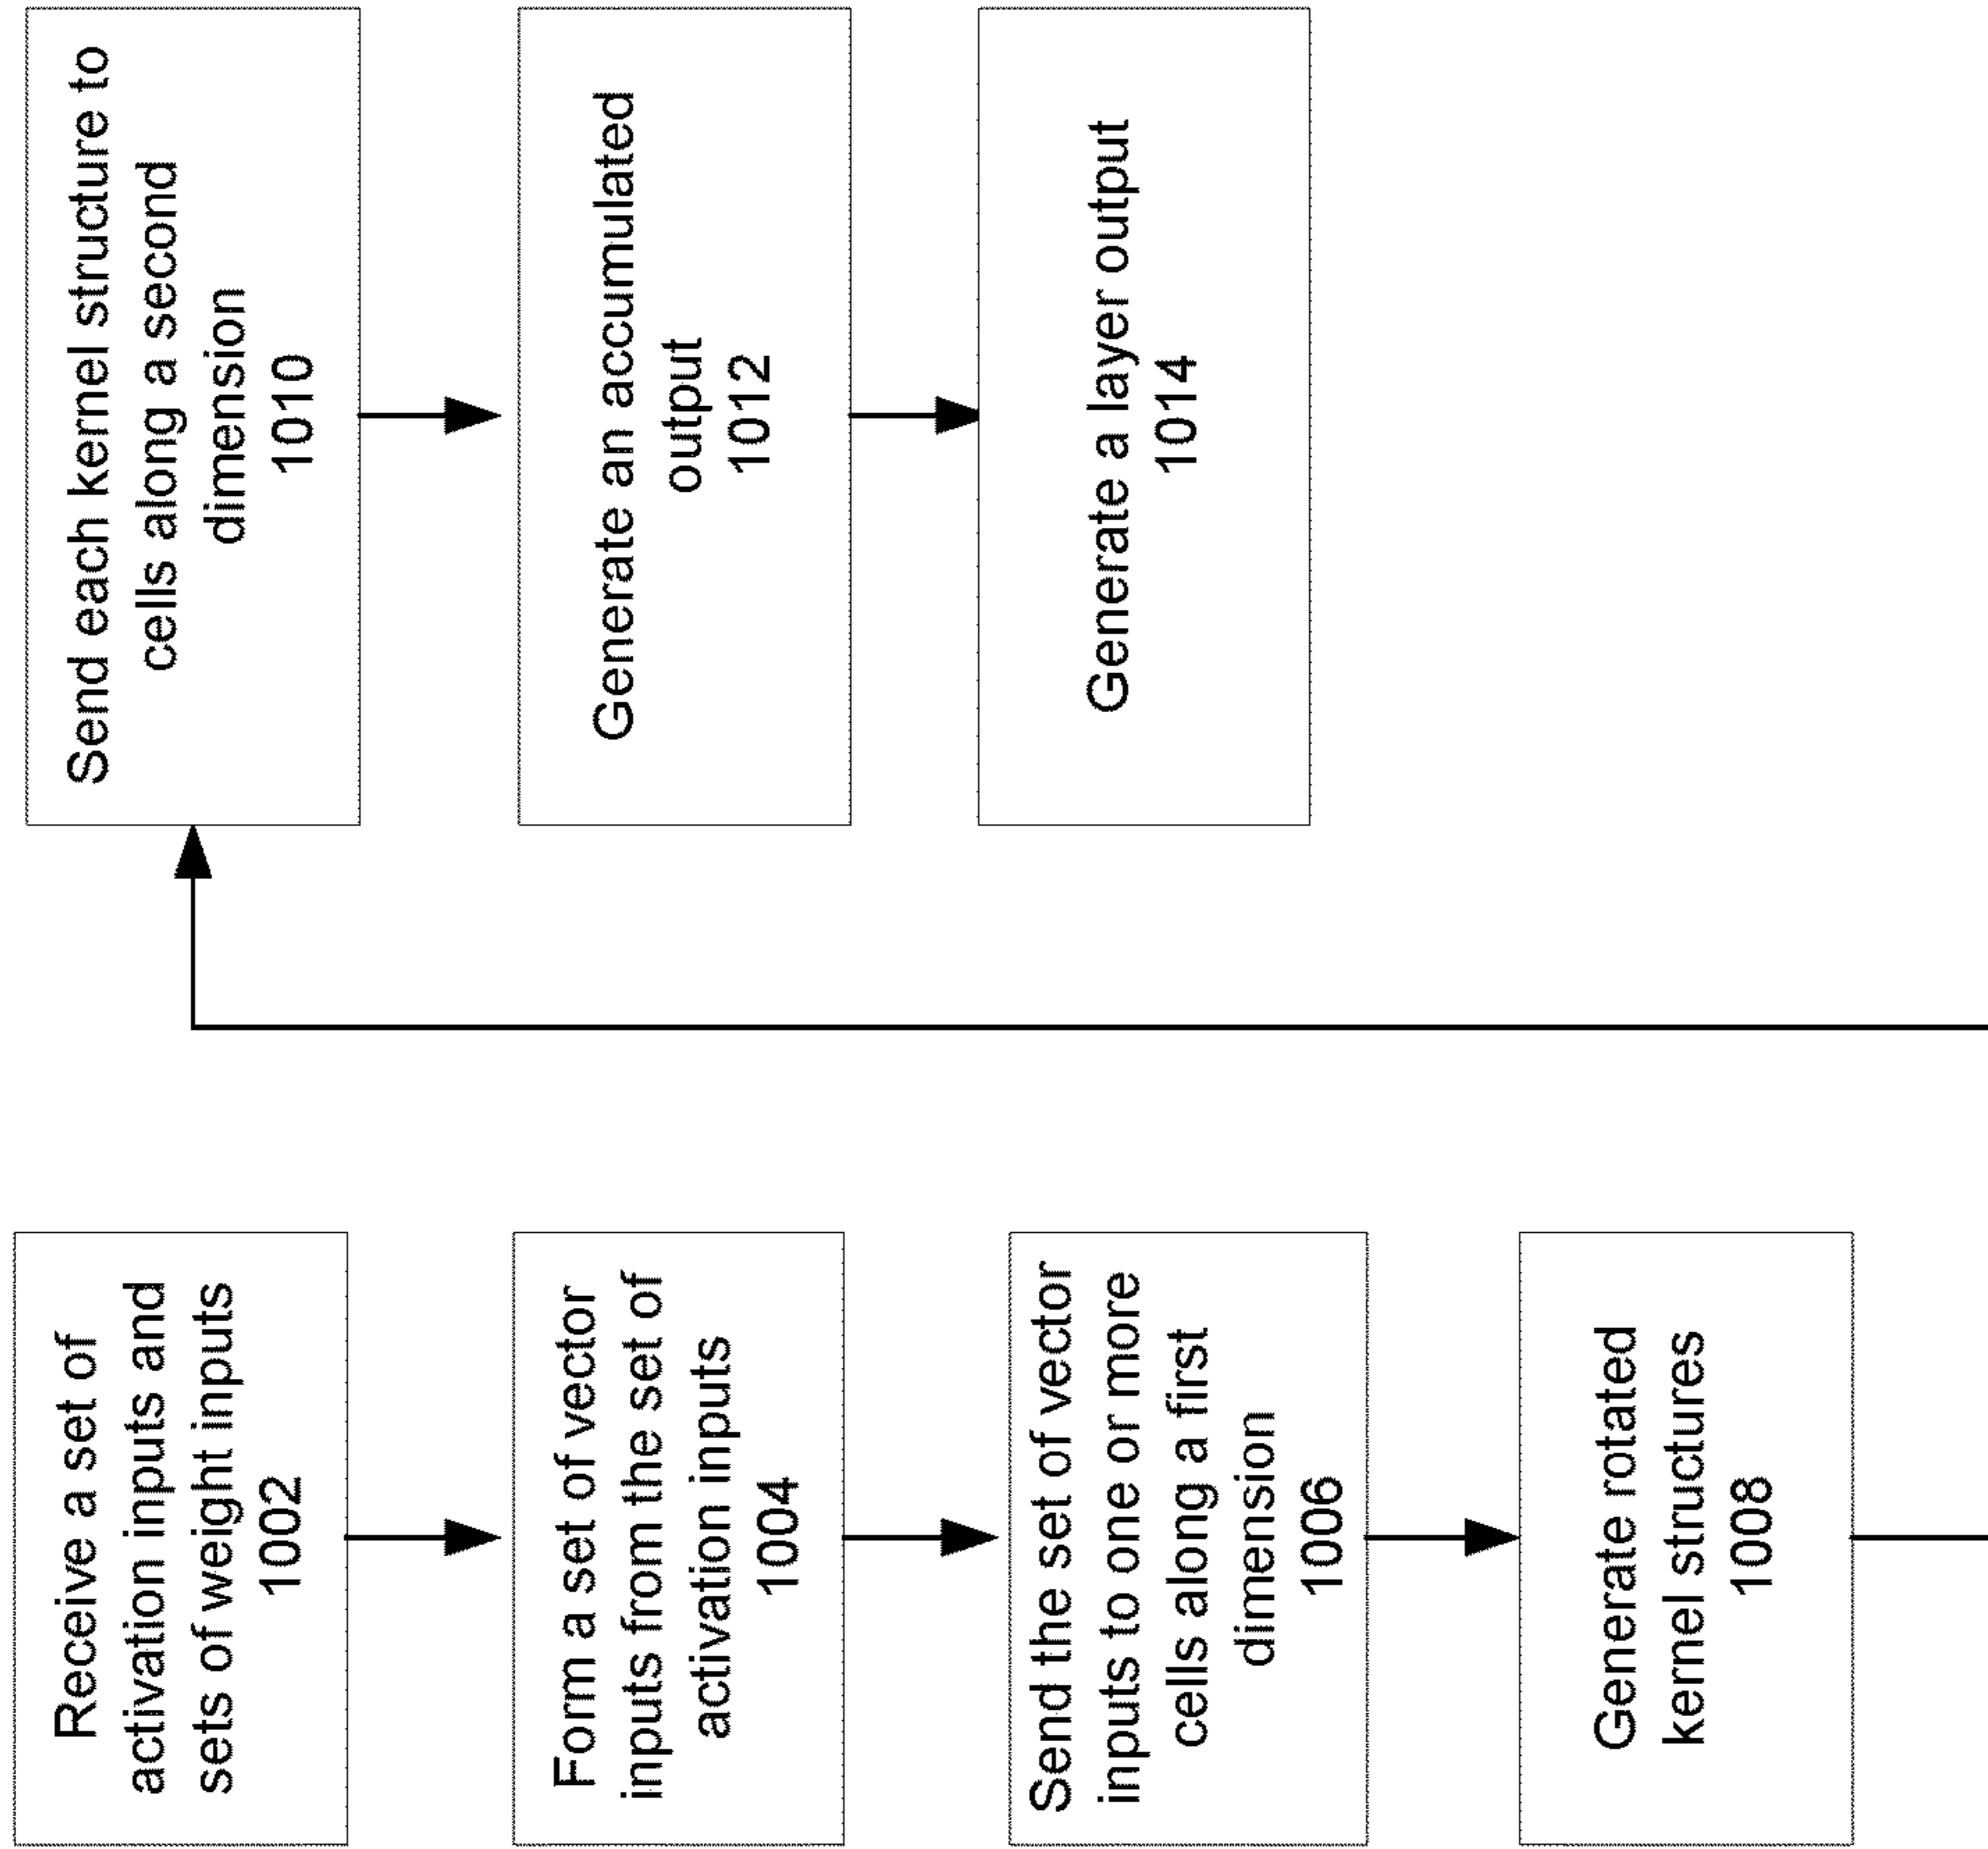 Receive a set of
activation inputs and
sets of weight inputs
1002
Form a set of vector
inputs from the set of
activation inputs
1004
Send the set of vector
inputs to one or more
cells along a first
dimension
1006
Generate rotated
kernel structures
1008
Send each kernel structure to
cells along a second
dimension
1010
Generate an accumulated
output
1012
Generate a layer output
1014